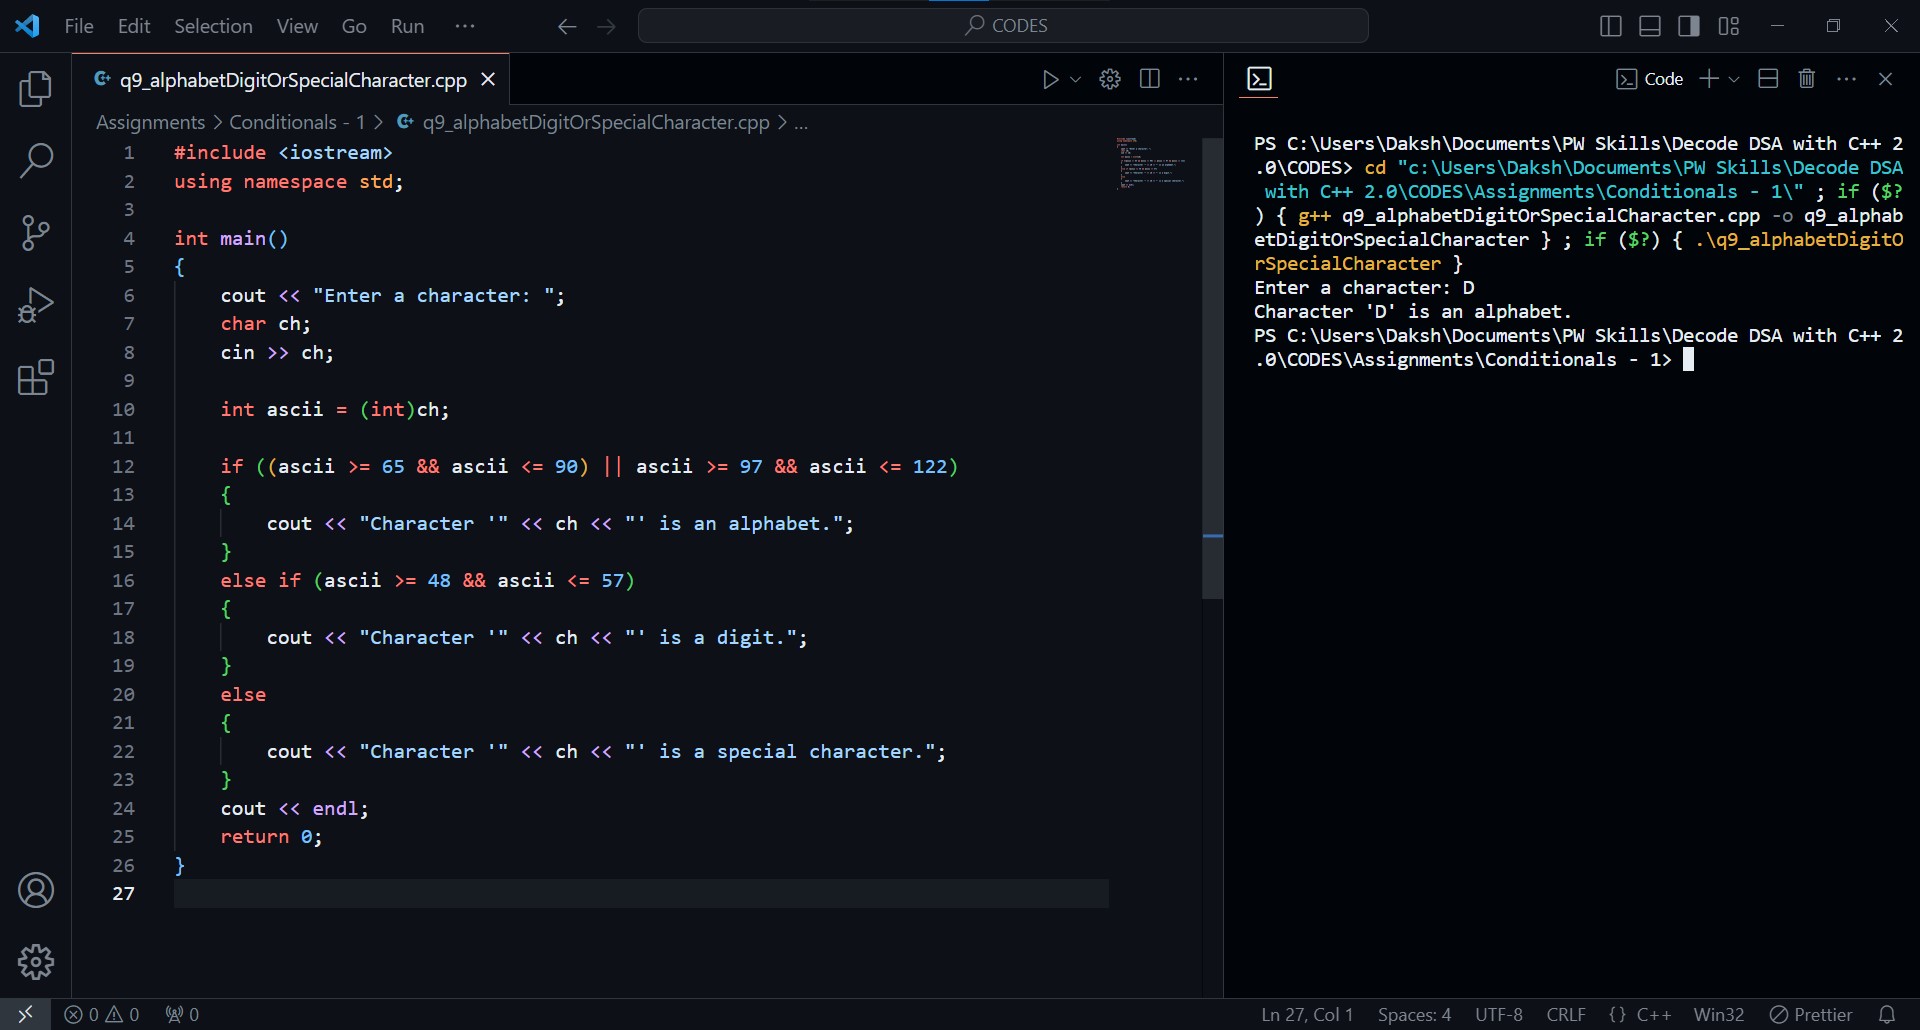 File Edit Selection View Go Run ··· CODES
q9_alphabetDigitOrSpecialCharacter.cpp
Assignments > Conditionals - 1 > q9_alphabetDigitOrSpecialCharacter.cpp > ...
1 #include <iostream>
2 using namespace std;
3
4 int main()
5 {
6     cout << "Enter a character: ";
7     char ch;
8     cin >> ch;
9
10     int ascii = (int)ch;
11
12     if ((ascii >= 65 && ascii <= 90) || ascii >= 97 && ascii <= 122)
13     {
14         cout << "Character '" << ch << "' is an alphabet.";
15     }
16     else if (ascii >= 48 && ascii <= 57)
17     {
18         cout << "Character '" << ch << "' is a digit.";
19     }
20     else
21     {
22         cout << "Character '" << ch << "' is a special character.";
23     }
24     cout << endl;
25     return 0;
26 }
27
Code
PS C:\Users\Daksh\Documents\PW Skills\Decode DSA with C++ 2
.0\CODES> cd "c:\Users\Daksh\Documents\PW Skills\Decode DSA
 with C++ 2.0\CODES\Assignments\Conditionals - 1\" ; if ($?
) { g++ q9_alphabetDigitOrSpecialCharacter.cpp -o q9_alphab
etDigitOrSpecialCharacter } ; if ($?) { .\q9_alphabetDigitO
rSpecialCharacter }
Enter a character: D
Character 'D' is an alphabet.
PS C:\Users\Daksh\Documents\PW Skills\Decode DSA with C++ 2
.0\CODES\Assignments\Conditionals - 1>
0 0 0 Ln 27, Col 1 Spaces: 4 UTF-8 CRLF {} C++ Win32 Prettier